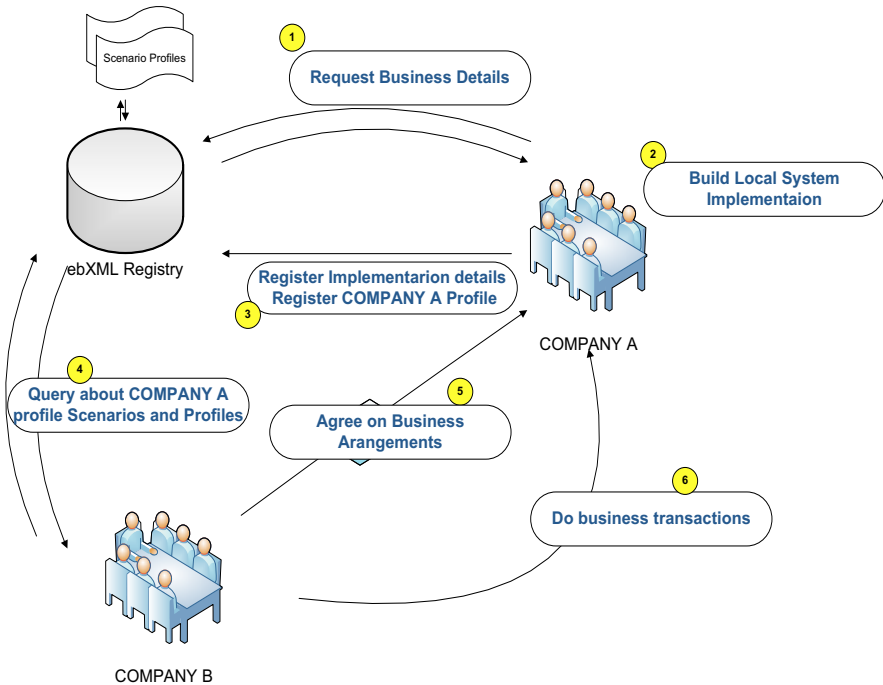 Scenario Profiles
1
Request Business Details
2
Build Local System
Implementaion
ebXML Registry
Register Implementarion details
Register COMPANY A Profile
3
COMPANY A
4
Query about COMPANY A
profile Scenarios and Profiles
5
Agree on Business
Arangements
6
Do business transactions
COMPANY B